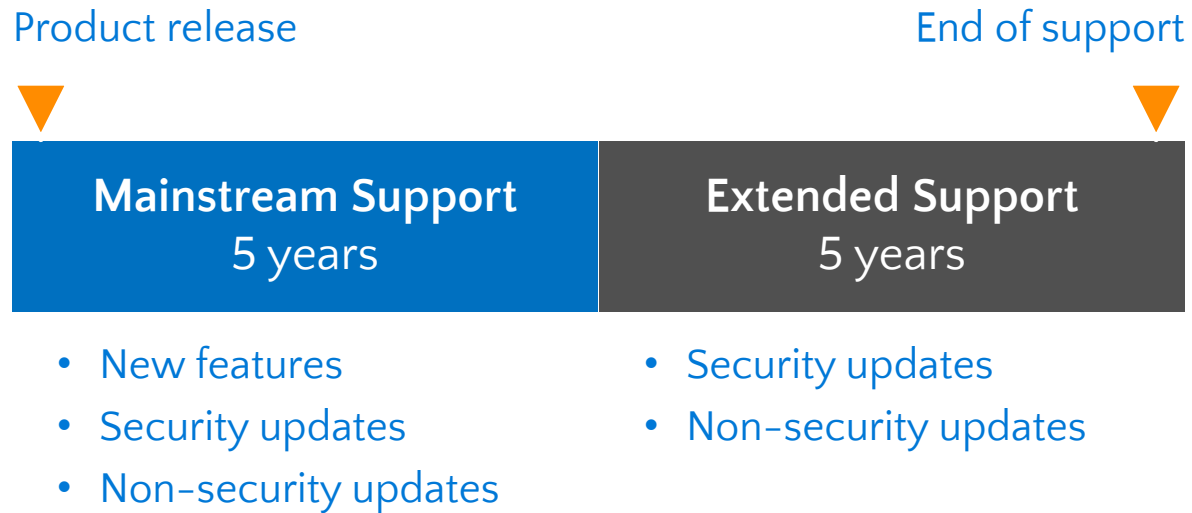 Product release
End of support
Mainstream Support
5 years
Extended Support
5 years
• New features
• Security updates
• Non-security updates
• Security updates
• Non-security updates